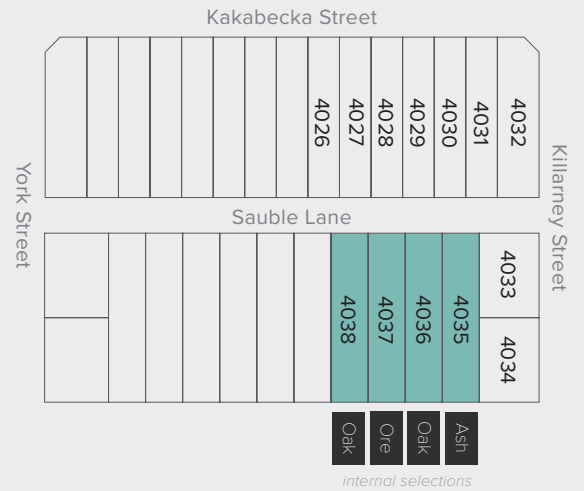 Kakabecka Street
4026
4027
4028
4029
4030
4031
4032
York Street
Killarney Street
Sauble Lane
4038
4037
4036
4035
4033
4034
Oak
Ore
Oak
Ash
internal selections